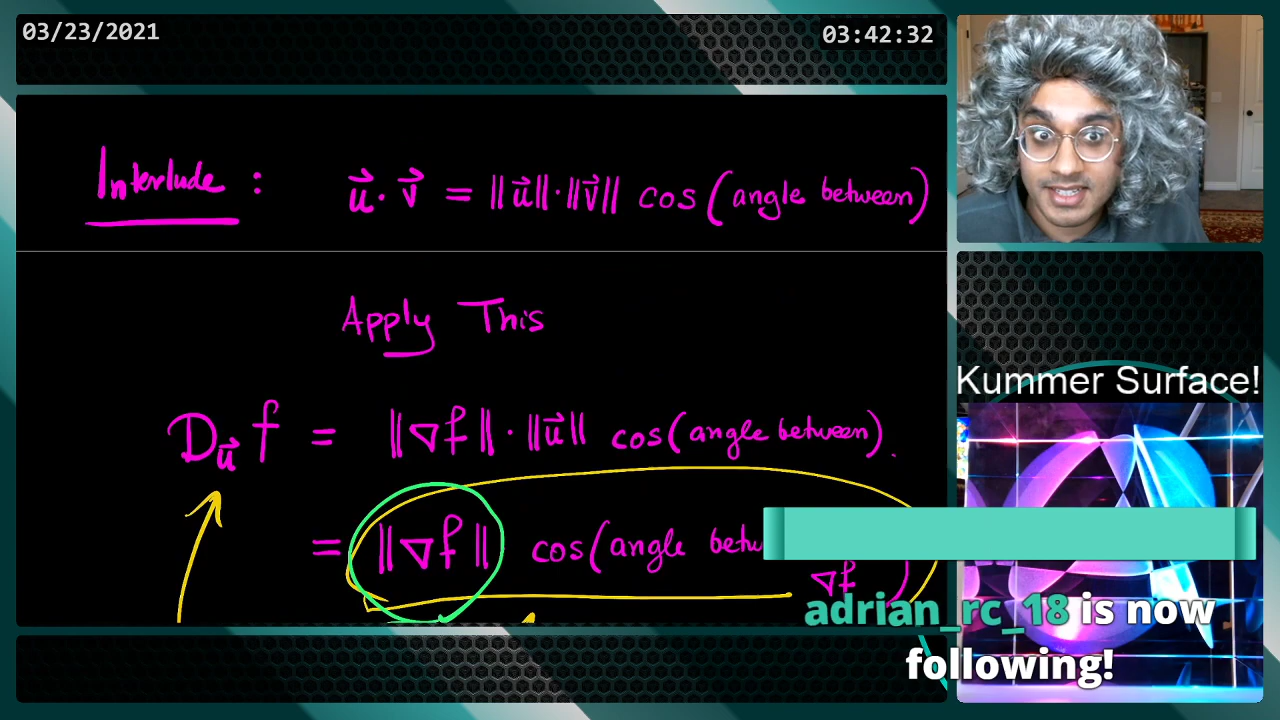 03/23/2021
03:42:32
Interlude : u⃗ · v⃗ = ‖u⃗‖·‖v⃗‖ cos (angle between)
Apply This
D_u⃗ f = ‖∇f‖ · ‖u⃗‖ cos(angle between).
= ‖∇f‖ cos(angle
∇f )
Kummer Surface!
adrian_rc_18 is now
following!